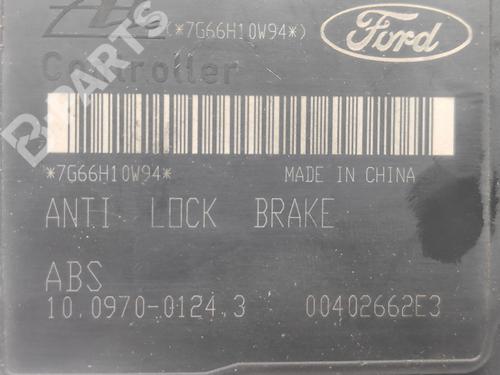 (*7G66H10W94*)
Ford
Controller
B-PARTS
*7G66H10W94*
MADE IN CHINA
ANTI LOCK BRAKE
ABS
10.0970-0124.3 00402662E3